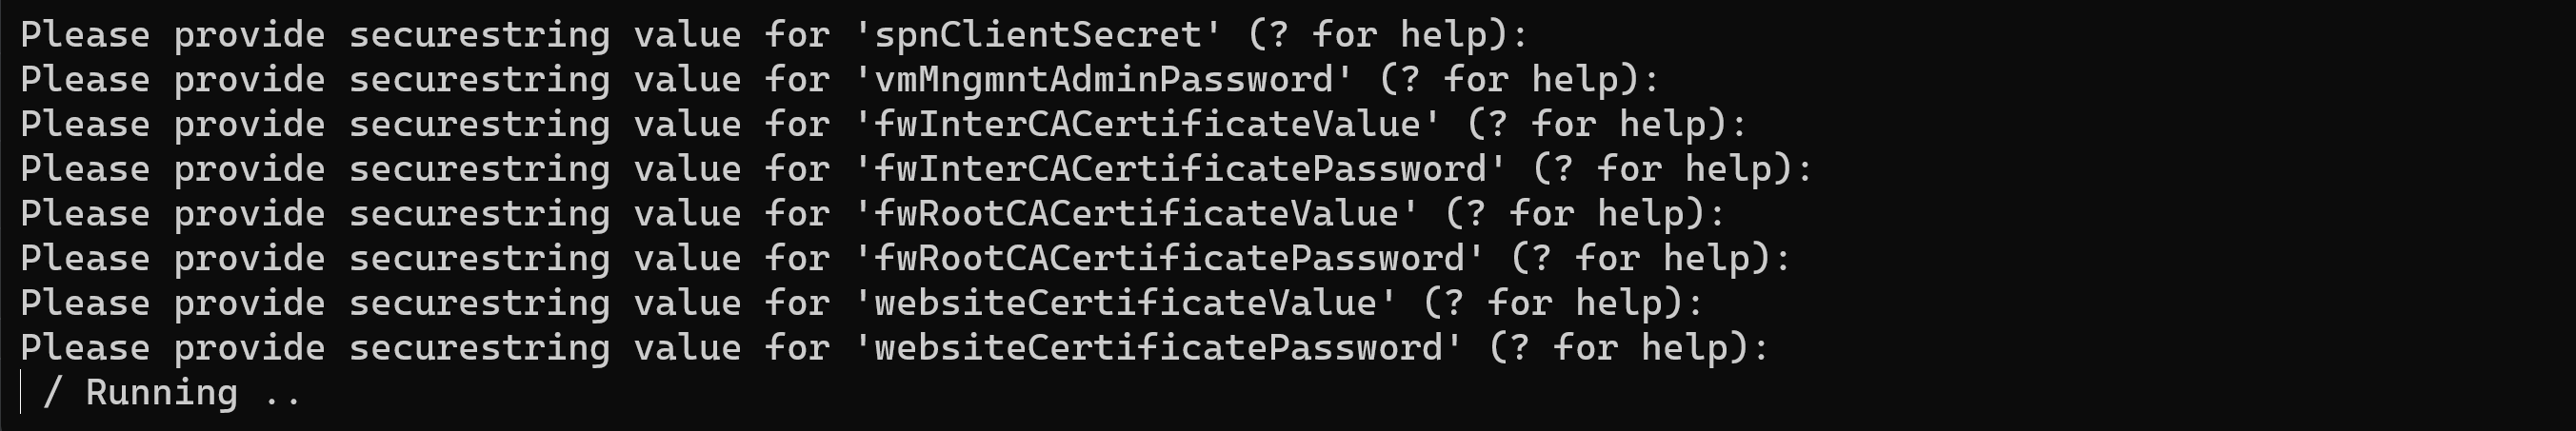 Please provide securestring value for 'spnClientSecret' (? for help):
Please provide securestring value for 'vmMngmntAdminPassword' (? for help):
Please provide securestring value for 'fwInterCACertificateValue' (? for help):
Please provide securestring value for 'fwInterCACertificatePassword' (? for help):
Please provide securestring value for 'fwRootCACertificateValue' (? for help):
Please provide securestring value for 'fwRootCACertificatePassword' (? for help):
Please provide securestring value for 'websiteCertificateValue' (? for help):
Please provide securestring value for 'websiteCertificatePassword' (? for help):
/ Running ..